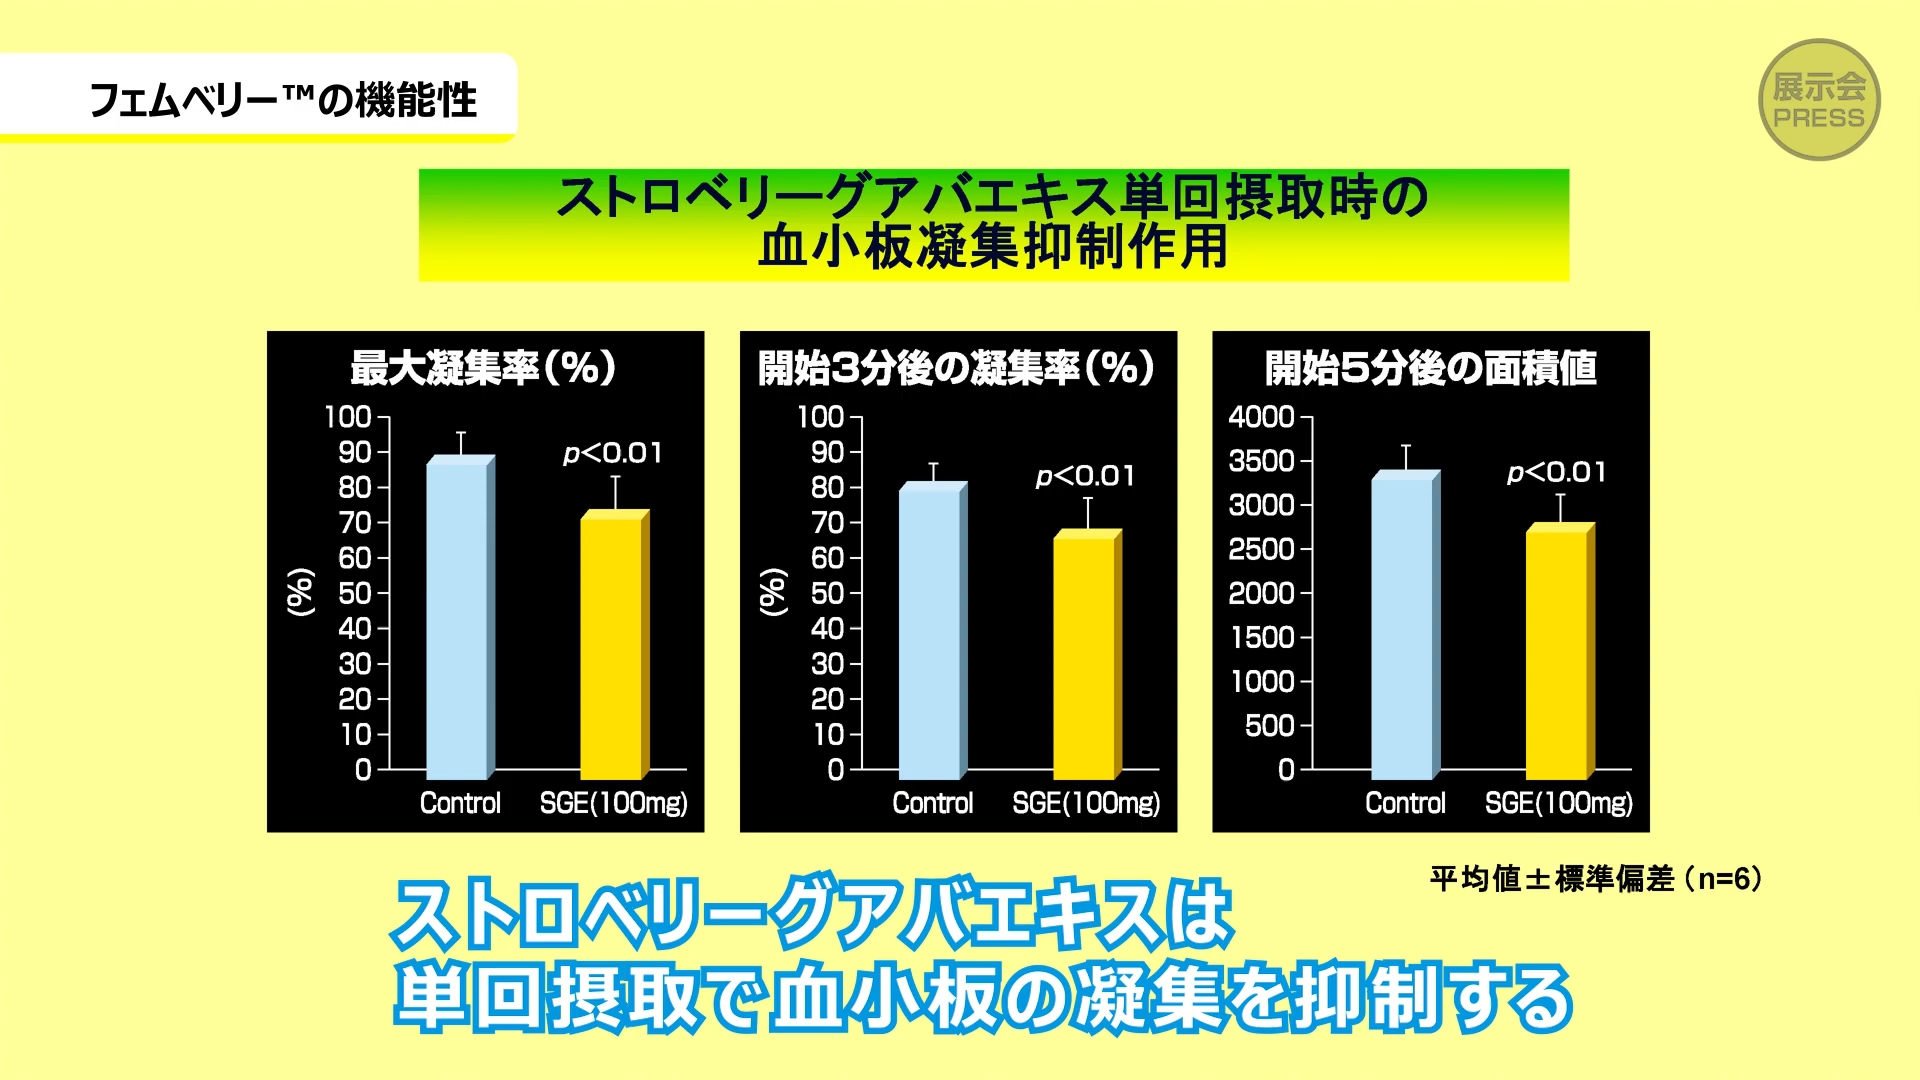 フェムベリー™の機能性
展示会
PRESS
ストロベリーグアバエキス単回摂取時の
血小板凝集抑制作用
最大凝集率(%)
100
90
80
70
60
50
40
30
20
10
0
(%)
p<0.01
Control
SGE(100mg)
開始3分後の凝集率(%)
100
90
80
70
60
50
40
30
20
10
0
(%)
p<0.01
Control
SGE(100mg)
開始5分後の面積値
4000
3500
3000
2500
2000
1500
1000
500
0
p<0.01
Control
SGE(100mg)
平均値±標準偏差(n=6)
ストロベリーグアバエキスは
単回摂取で血小板の凝集を抑制する